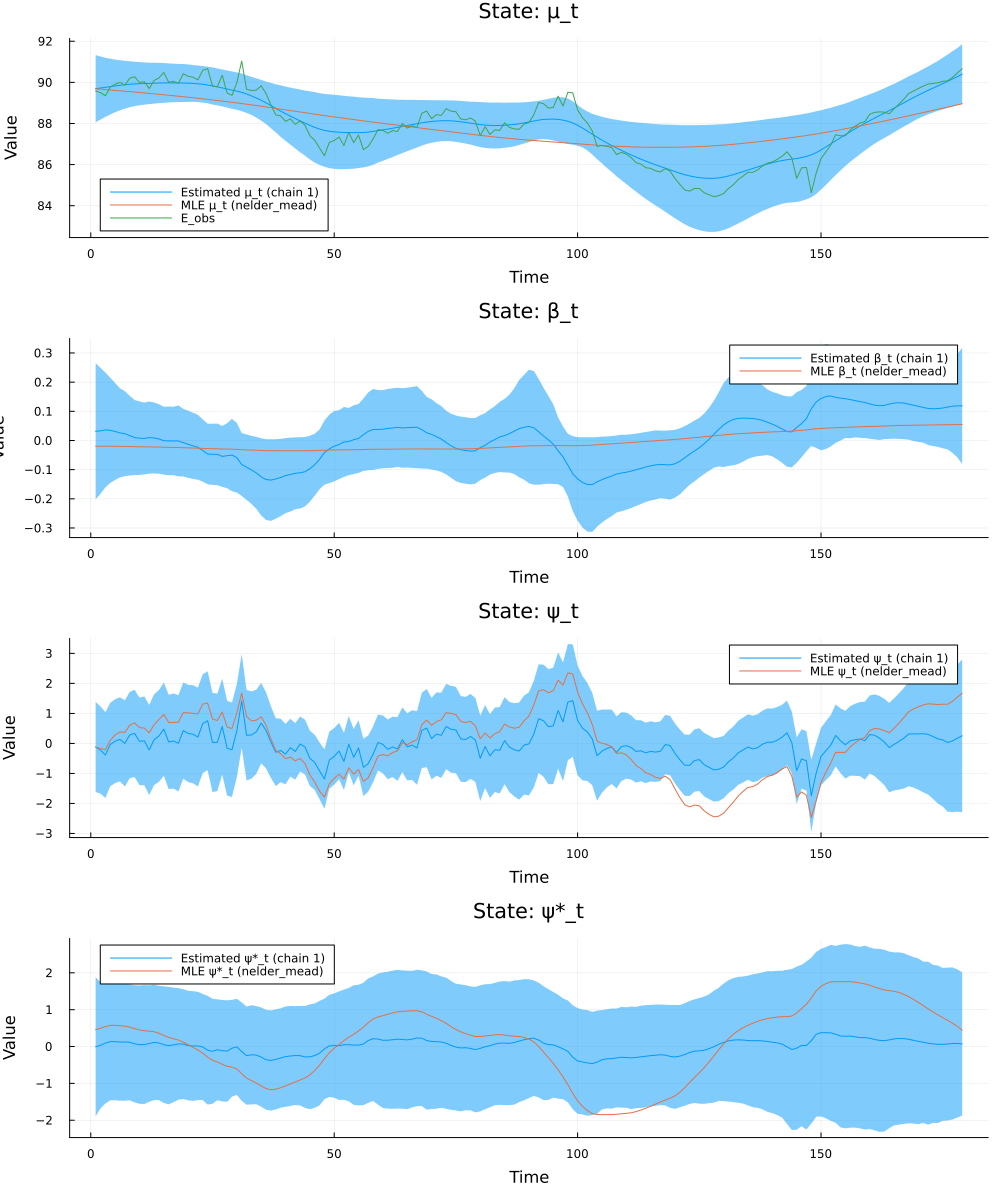 State: μ_t
Value
92
90
88
86
84
Estimated μ_t (chain 1)
MLE μ_t (nelder_mead)
E_obs
0
50
100
150
Time
State: β_t
Value
0.3
0.2
0.1
0.0
−0.1
−0.2
−0.3
Estimated β_t (chain 1)
MLE β_t (nelder_mead)
0
50
100
150
Time
State: ψ_t
Value
3
2
1
0
−1
−2
−3
Estimated ψ_t (chain 1)
MLE ψ_t (nelder_mead)
0
50
100
150
Time
State: ψ*_t
Value
2
1
0
−1
−2
Estimated ψ*_t (chain 1)
MLE ψ*_t (nelder_mead)
0
50
100
150
Time